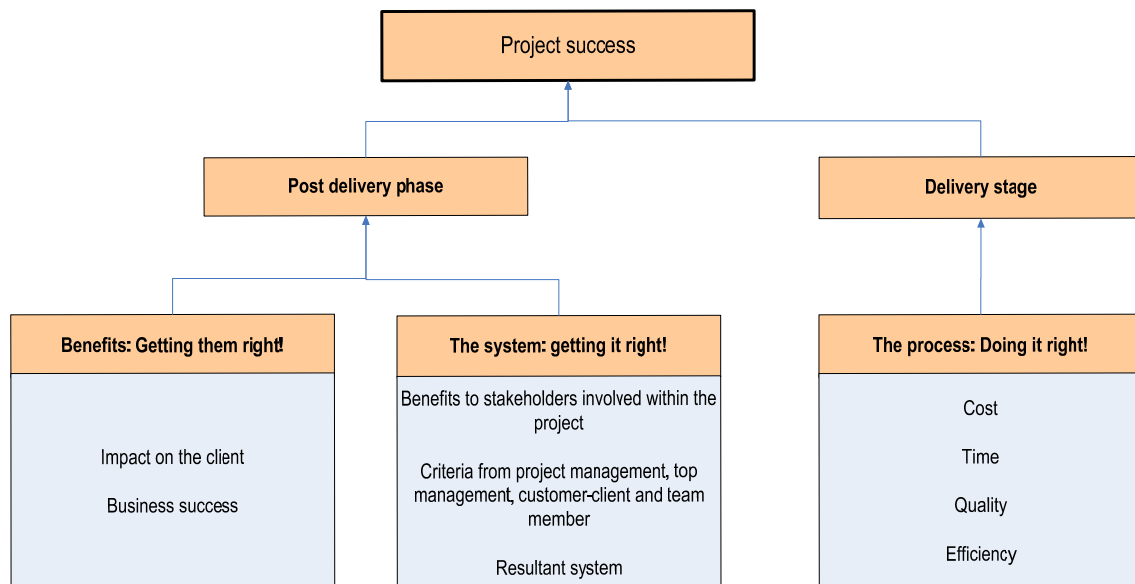 Project success
Post delivery phase
Delivery stage
Benefits: Getting them right!
Impact on the client
Business success
The system: getting it right!
Benefits to stakeholders involved within the
project
Criteria from project management, top
management, customer-client and team
member
Resultant system
The process: Doing it right!
Cost
Time
Quality
Efficiency